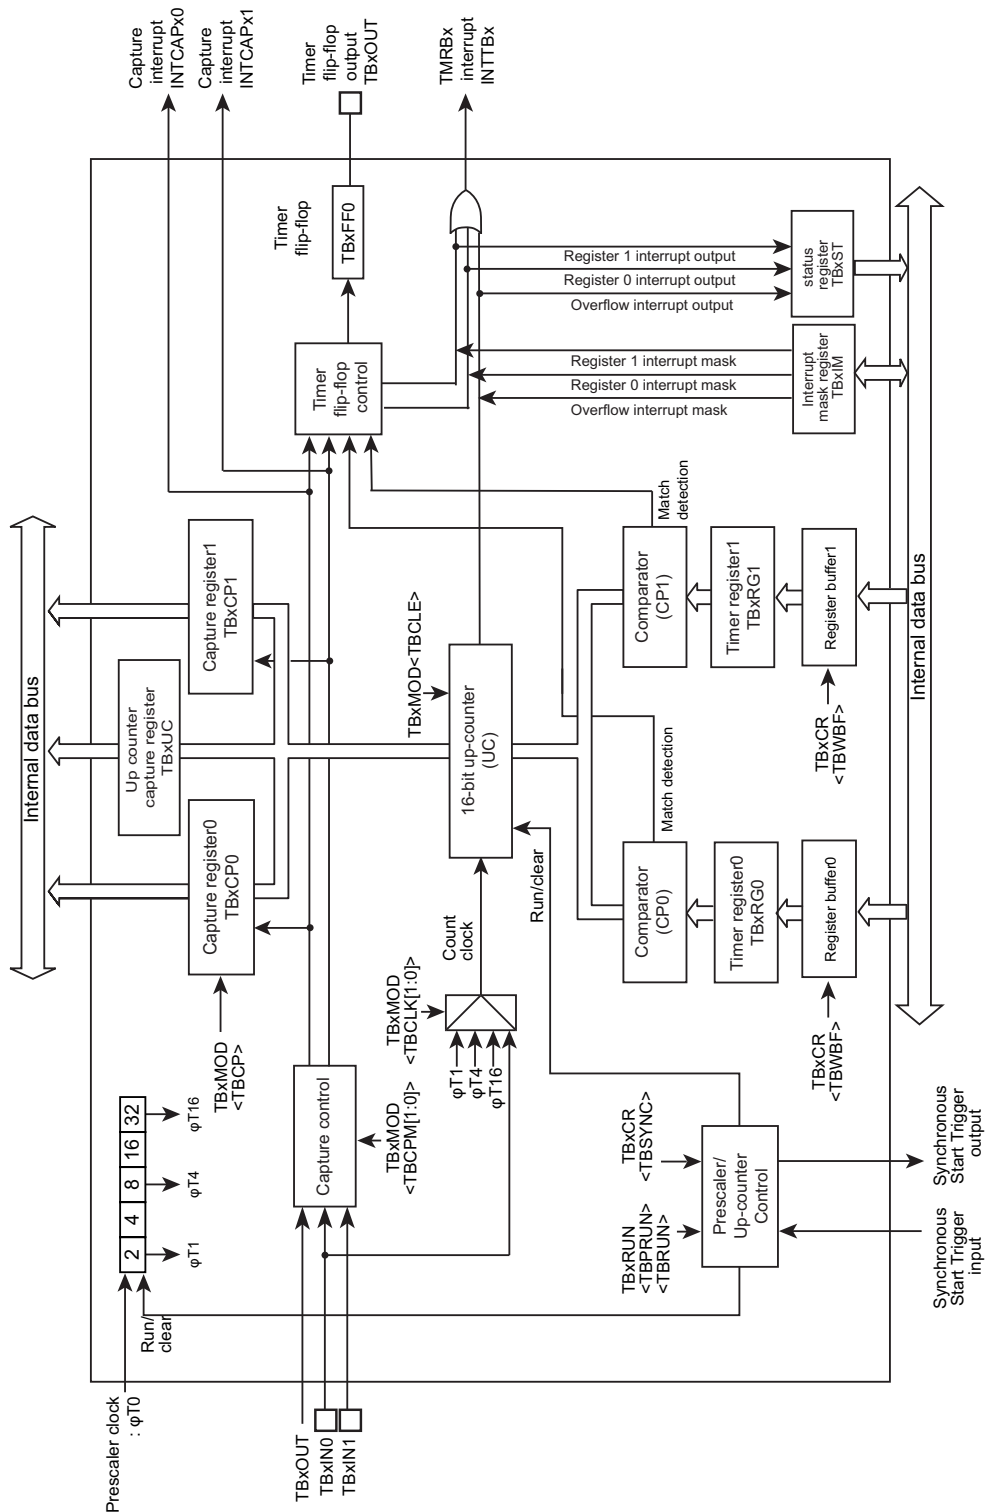 Prescaler clock
: φT0
Run/
clear
2
4
8
16
32
φT1
φT4
φT16
TBxOUT
TBxIN0
TBxIN1
Capture control
TBxMOD
<TBCPM[1:0]>
TBxMOD
<TBCP>
Internal data bus
Capture register0
TBxCP0
Up counter
capture register
TBxUC
Capture register1
TBxCP1
Capture
interrupt
INTCAPx0
Capture
interrupt
INTCAPx1
Timer
flip-flop
output
TBxOUT
Timer
flip-flop
TBxFF0
Timer
flip-flop
control
TMRBx
interrupt
INTTBx
TBxMOD
<TBCLK[1:0]>
φT1
φT4
φT16
Count
clock
TBxMOD<TBCLE>
16-bit up-counter
(UC)
Run/clear
TBxRUN
<TBPRUN>
<TBRUN>
TBxCR
<TBSYNC>
Prescaler/
Up-counter
Control
Synchronous
Start Trigger
input
Synchronous
Start Trigger
output
Match detection
Comparator
(CP0)
Timer register0
TBxRG0
Register buffer0
TBxCR
<TBWBF>
Match
detection
Comparator
(CP1)
Timer register1
TBxRG1
Register buffer1
TBxCR
<TBWBF>
Register 1 interrupt output
Register 0 interrupt output
Overflow interrupt output
Register 1 interrupt mask
Register 0 interrupt mask
Overflow interrupt mask
Interrupt
mask register
TBxIM
status
register
TBxST
Internal data bus